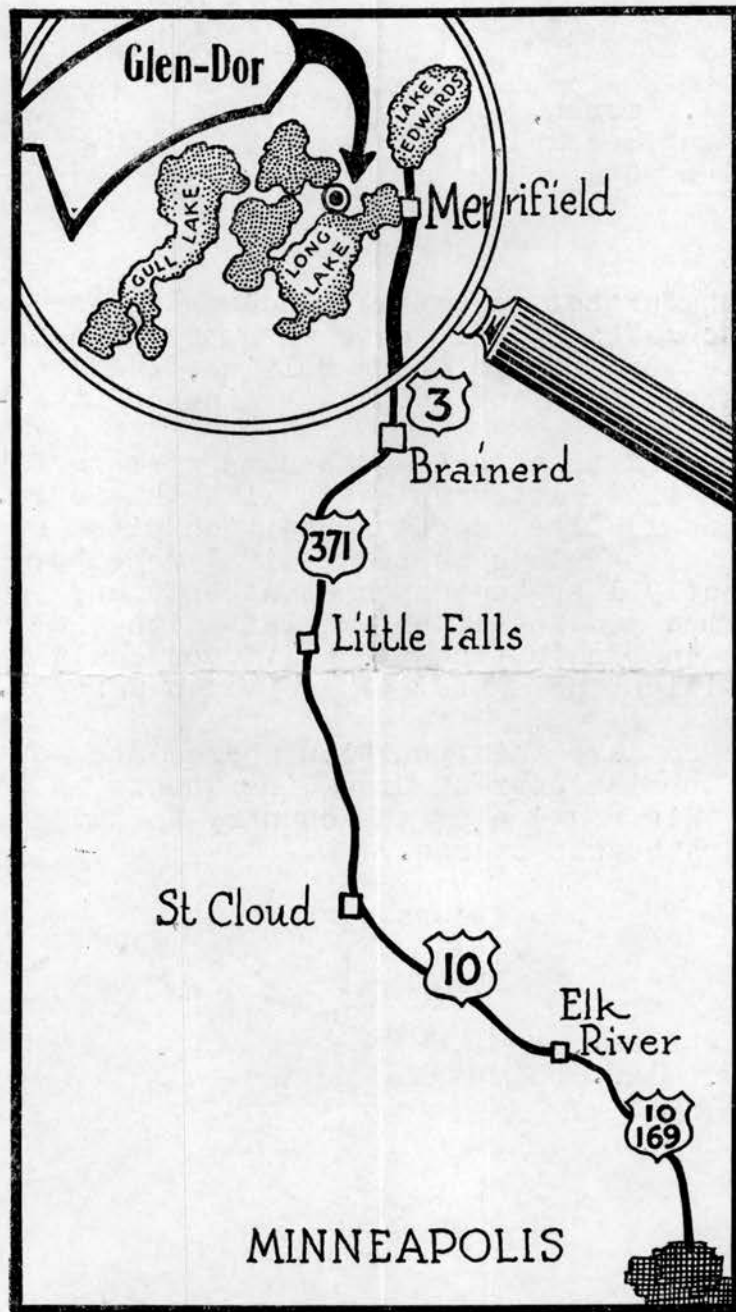 Glen-Dor
LAKE
EDWARDS
GULL LAKE
LONG
LAKE
Merrifield
3
Brainerd
371
Little Falls
St Cloud
10
Elk
River
10
169
MINNEAPOLIS